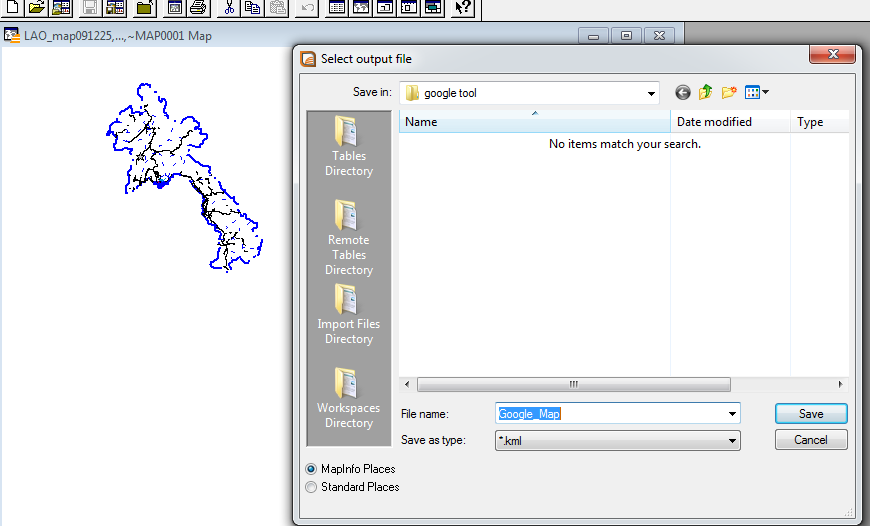 LAO_map091225,...,~MAP0001 Map
Select output file
Save in:
google tool
Name
Date modified
Type
No items match your search.
Tables
Directory
Remote
Tables
Directory
Import Files
Directory
Workspaces
Directory
File name:
Google_Map
Save
Save as type:
*.kml
Cancel
MapInfo Places
Standard Places